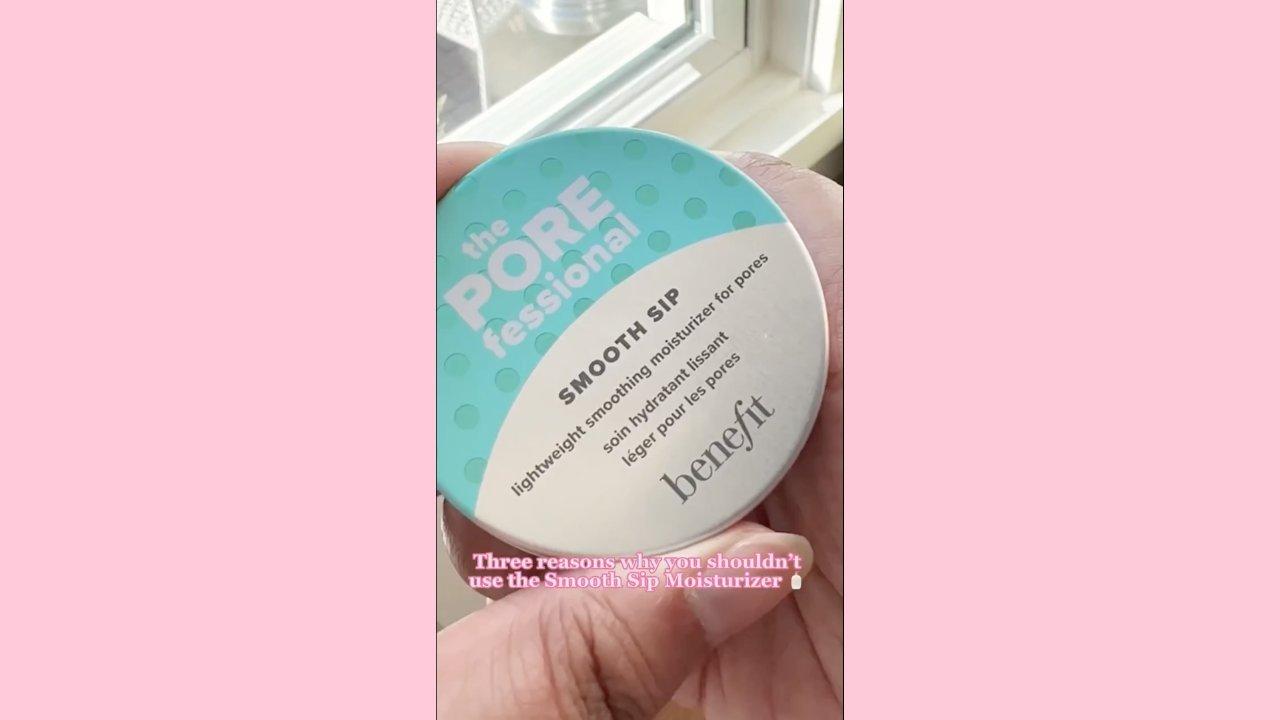 the
PORE
fessional
SMOOTH SIP
lightweight smoothing moisturizer for pores
soin hydratant lissant
léger pour les pores
benefit
Three reasons why you shouldn’t
use the Smooth Sip Moisturizer